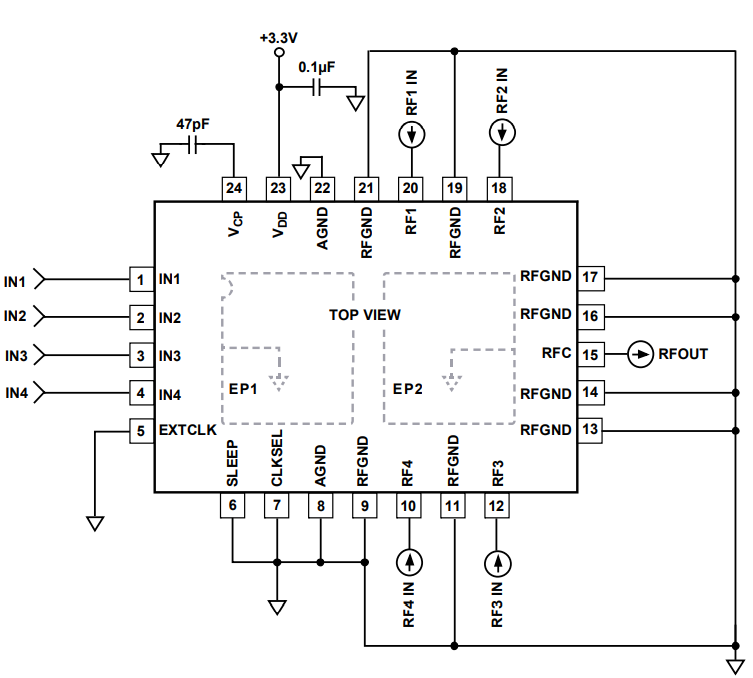 +3.3V
0.1µF
47pF
RF1 IN
RF2 IN
24
23
22
21
20
19
18
VCP
VDD
AGND
RFGND
RF1
RFGND
RF2
IN1
1
IN1
IN2
2
IN2
IN3
3
IN3
IN4
4
IN4
5
EXTCLK
TOP VIEW
EP1
EP2
RFGND
17
RFGND
16
RFC
15
RFOUT
RFGND
14
RFGND
13
SLEEP
CLKSEL
AGND
RFGND
RF4
RFGND
RF3
6
7
8
9
10
11
12
RF4 IN
RF3 IN